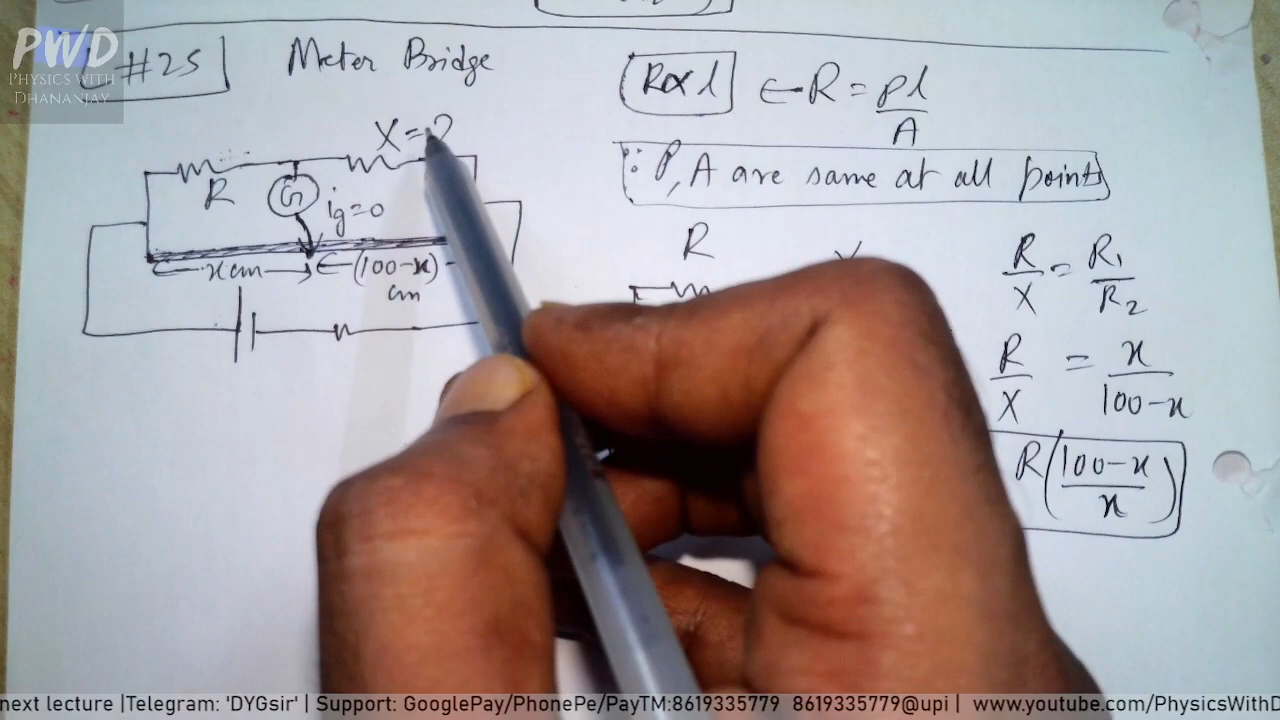 PWD
PHYSICS WITH
DHANANJAY
L #25
Meter Bridge
R∝l ← R = ρl/A
∵ ρ, A are same at all points
X = ?
R
G
ig=0
x cm
(100-x)
cm
R
R/X = R₁/R₂
R/X = x/100-x
R(100-x/x)
next lecture |Telegram: 'DYGsir' | Support: GooglePay/PhonePe/PayTM:8619335779 8619335779@upi | www.youtube.com/PhysicsWithD